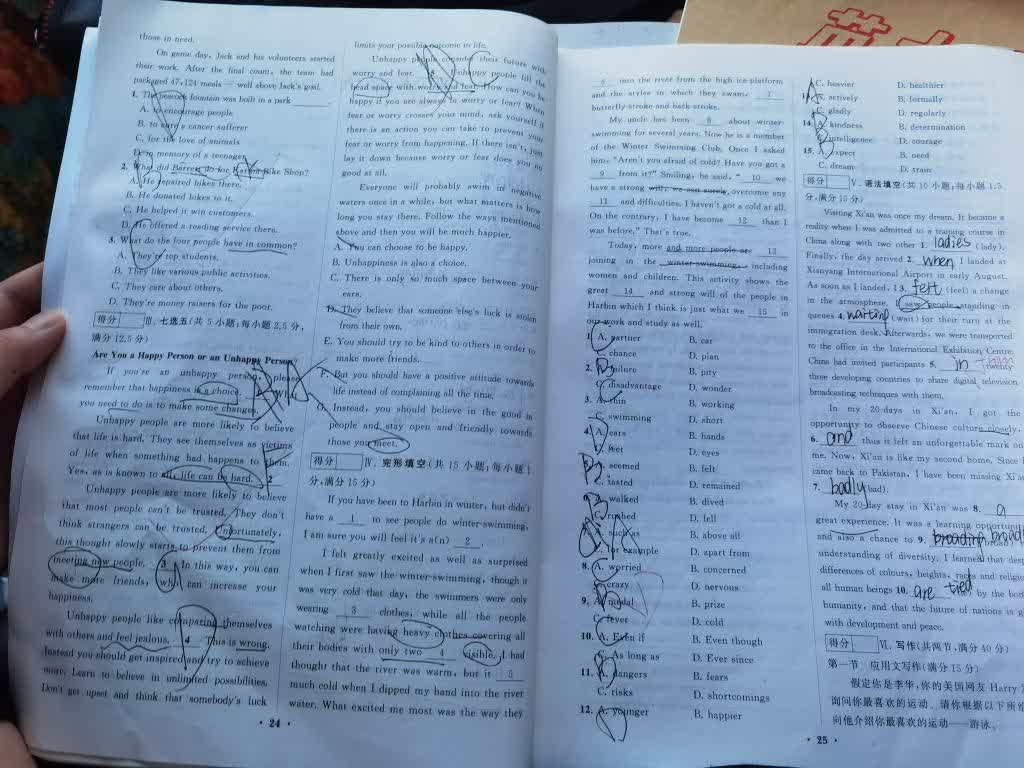 those in need.
On game day, Jack and his volunteers started
their work. After the final count, the team had
packaged 47,124 meals — well above Jack's goal.
1. The peacock fountain was built in a park
A. to encourage people
B. to a cancer sufferer
C. for the love of animals
D. in memory of a teenager
2. What did Barrett do for Karma Bike Shop?
A. He repaired bikes there.
B. He donated bikes to it.
C. He helped it win customers.
D. He offered a reading service there.
3. What do the four people have in common?
A. They're top students.
B. They like various public activities.
C. They care about others.
D. They're money raisers for the poor.
得分 Ⅲ. 七选五(共5小题;每小题2.5分,
满分12.5分)
Are You a Happy Person or an Unhappy Person?
If you're an unhappy person, please
remember that happiness is a choice. 1 What
you need to do is to make some changes.
Unhappy people are more likely to believe
that life is hard. They see themselves as victims
of life when something bad happens to them.
Yes, as is known to all, life can be hard. 2
Unhappy people are more likely to believe
that most people can't be trusted. They don't
think strangers can be trusted. Unfortunately,
this thought slowly starts to prevent them from
meeting new people. 3 In this way, you can
make more friends, which can increase your
happiness.
Unhappy people like comparing themselves
with others and feel jealous. 4 This is wrong.
Instead you should get inspired and try to achieve
more. Learn to believe in unlimited possibilities.
Don't get upset and think that somebody's luck
· 24 ·
limits your possible outcome in life.
Unhappy people consider their future with
worry and fear. 5 Unhappy people fill the
head space with worry and fear. How can you be
happy if you are always in worry or fear? When
fear or worry crosses your mind, ask yourself if
there is an action you can take to prevent your
fear or worry from happening. If there isn't, just
lay it down because worry or fear does you no
good at all.
Everyone will probably swim in negative
waters once in a while, but what matters is how
long you stay there. Follow the ways mentioned
above and then you will be much happier.
A. You can choose to be happy.
B. Unhappiness is also a choice.
C. There is only so much space between your
ears.
D. They believe that someone else's luck is stolen
from their own.
E. You should try to be kind to others in order to
make more friends.
F. But you should have a positive attitude towards
life instead of complaining all the time.
G. Instead, you should believe in the good in
people and stay open and friendly towards
those you meet.
得分 Ⅳ. 完形填空(共15小题;每小题1
分,满分15分)
If you have been to Harbin in winter, but didn't
have a 1 to see people do winter-swimming,
I am sure you will feel it's a(n) 2 .
I felt greatly excited as well as surprised
when I first saw the winter-swimming, though it
was very cold that day, the swimmers were only
wearing 3 clothes, while all the people
watching were having heavy clothes covering all
their bodies with only two 4 visible. I had
thought that the river was warm, but it 5
much cold when I dipped my hand into the river
water. What excited me most was the way they
6 into the river from the high ice platform
and the styles in which they swam, 7
butterfly stroke and back stroke.
My uncle has been 8 about winter-
swimming for several years. Now he is a member
of the Winter Swimming Club. Once I asked
him, "Aren't you afraid of cold? Have you got a
9 from it?" Smiling, he said, " 10 we
have a strong will, we can surely overcome any
11 and difficulties. I haven't got a cold at all.
On the contrary, I have become 12 than I
was before." That's true.
Today, more and more people are 13
joining in the winter-swimming, including
women and children. This activity shows the
great 14 and strong will of the people in
Harbin which I think is just what we 15 in
our work and study as well.
1. A. partner B. car
C. chance D. plan
2. A. failure B. pity
C. disadvantage D. wonder
3. A. thin B. working
C. swimming D. short
4. A. ears B. hands
C. feet D. eyes
5. A. seemed B. felt
C. tasted D. remained
6. A. walked B. dived
C. rushed D. fell
7. A. such as B. above all
C. for example D. apart from
8. A. worried B. concerned
C. crazy D. nervous
9. A. medal B. prize
C. fever D. cold
10. A. Even if B. Even though
C. As long as D. Ever since
11. A. dangers B. fears
C. risks D. shortcomings
12. A. younger B. happier
· 25 ·
C. heavier D. healthier
13. A. actively B. formally
C. gladly D. regularly
14. A. kindness B. determination
C. intelligence D. courage
15. A. expect B. need
C. dream D. train
得分 Ⅴ. 语法填空(共10小题;每小题1.5
分,满分15分)
Visiting Xi'an was once my dream. It became a
reality when I was admitted to a training course in
China along with two other 1. ladies (lady).
Finally, the day arrived 2. when I landed at
Xianyang International Airport in early August.
As soon as I landed, I 3. felt (feel) a change
in the atmosphere. I saw people standing in
queues 4. waiting (wait) for their turn at the
immigration desk. Afterwards, we were transported
to the office in the International Exhibition Centre.
China had invited participants 5. in twenty
three developing countries to share digital television
broadcasting techniques with them.
In my 20-days in Xi'an, I got the
opportunity to observe Chinese culture closely,
6. and thus it left an unforgettable mark on
me. Now, Xi'an is like my second home. Since I
came back to Pakistan, I have been missing Xi'an
7. badly (bad).
My 20-day stay in Xi'an was 8. a
great experience. It was a learning opportunity
and also a chance to 9. broading
understanding of diversity. I learned that despite
differences of colours, heights, races and religions
all human beings 10. are tied by the bond
humanity, and that the future of nations is
with development and peace.
得分 Ⅵ. 写作(共两节,满分40分)
第一节 应用文写作(满分15分)
假定你是李华,你的美国网友 Harry
询问你最喜欢的运动。请你根据以下所给
向他介绍你最喜欢的运动——游泳。